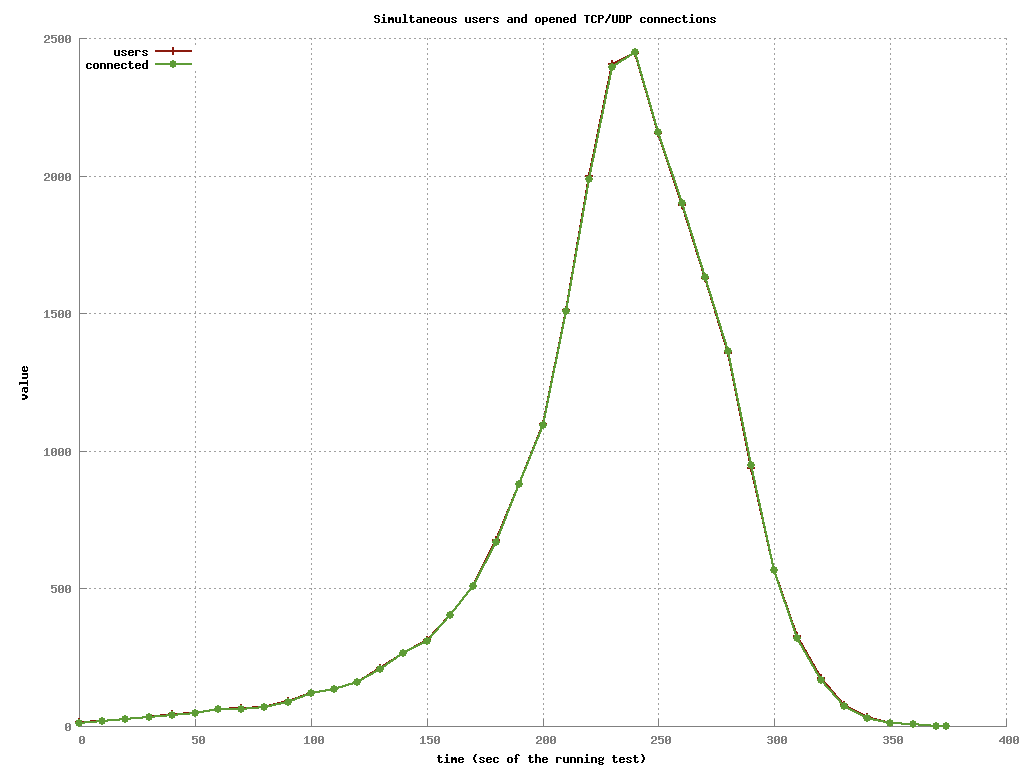 Simultaneous users and opened TCP/UDP connections
2500
users
connected
2000
1500
value
1000
500
0
0 50 100 150 200 250 300 350 400
time (sec of the running test)